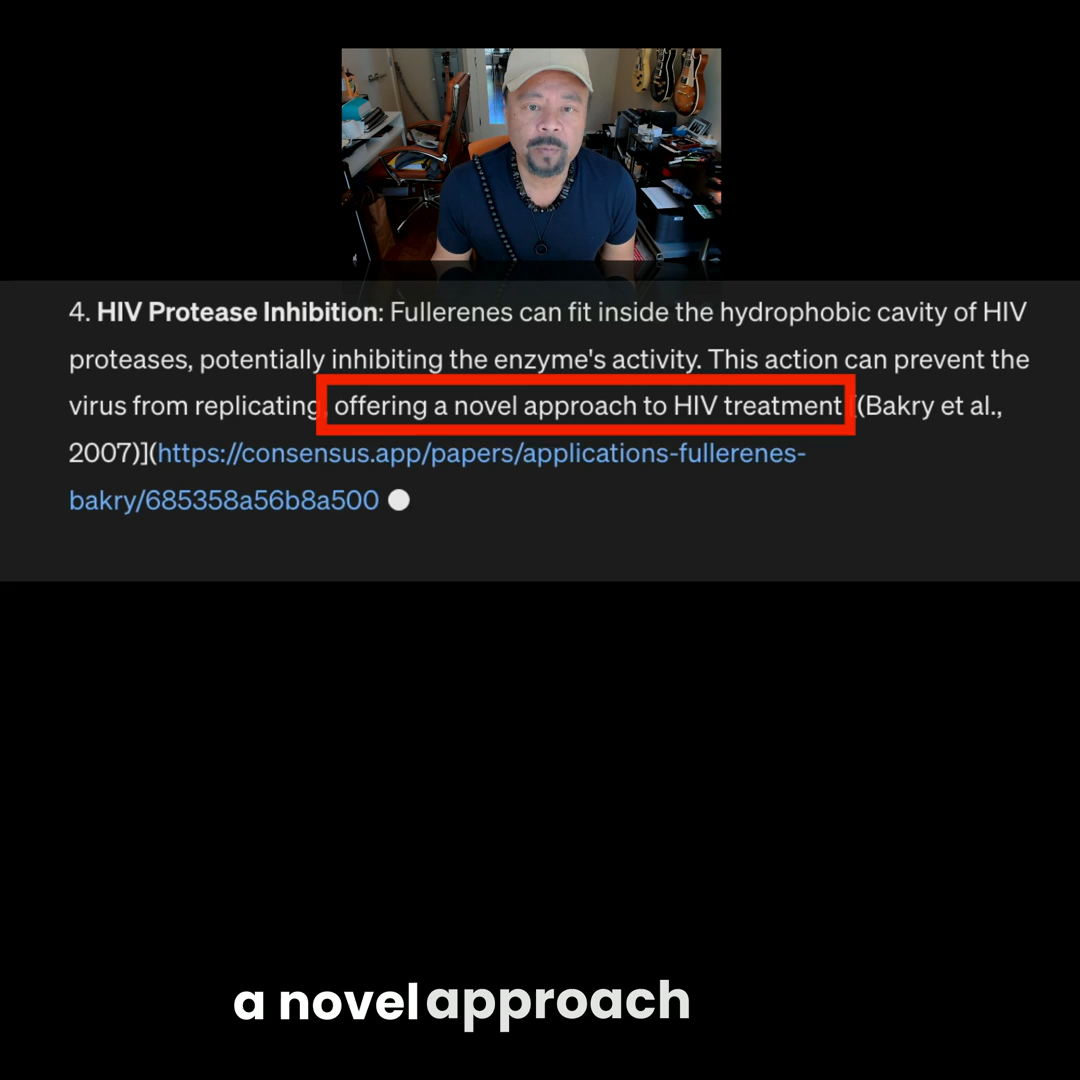 4. HIV Protease Inhibition: Fullerenes can fit inside the hydrophobic cavity of HIV
proteases, potentially inhibiting the enzyme's activity. This action can prevent the
virus from replicating, offering a novel approach to HIV treatment [(Bakry et al.,
2007)](https://consensus.app/papers/applications-fullerenes-
bakry/685358a56b8a500
a novel approach